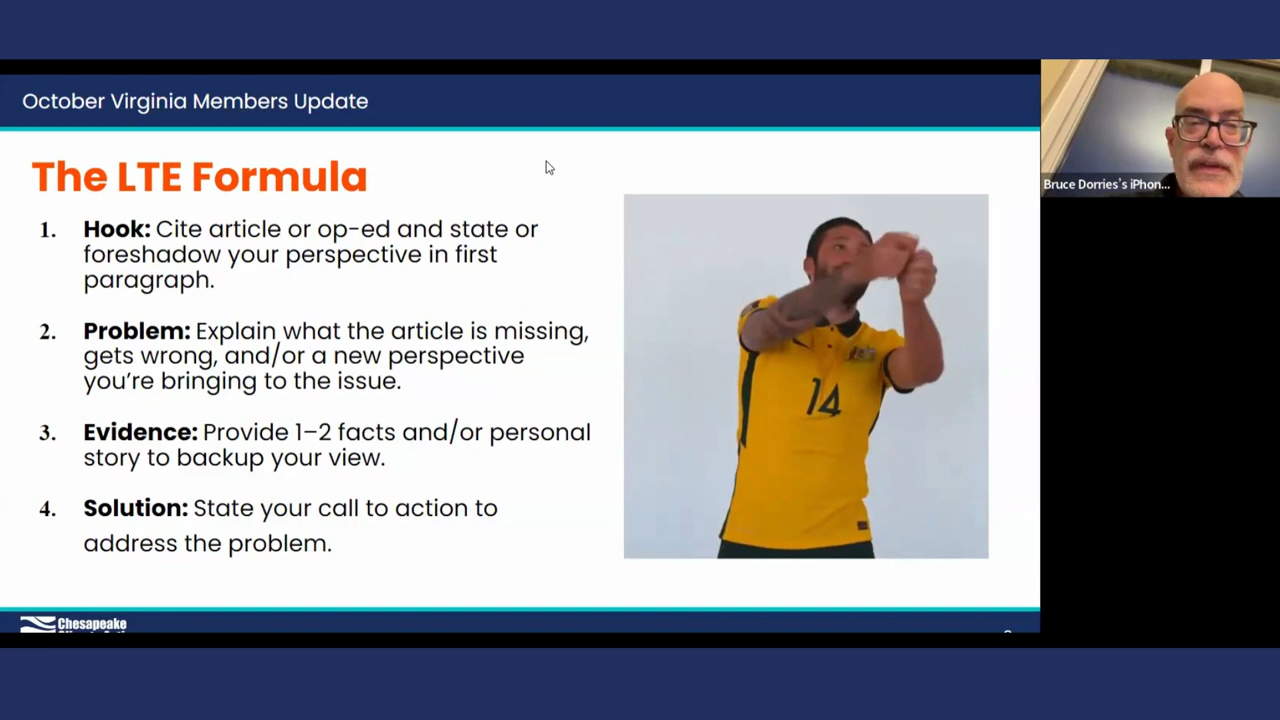 October Virginia Members Update
The LTE Formula
1. Hook: Cite article or op-ed and state or
foreshadow your perspective in first
paragraph.
2. Problem: Explain what the article is missing,
gets wrong, and/or a new perspective
you’re bringing to the issue.
3. Evidence: Provide 1–2 facts and/or personal
story to backup your view.
4. Solution: State your call to action to
address the problem.
14
Bruce Dorries's iPhon...
Chesapeake